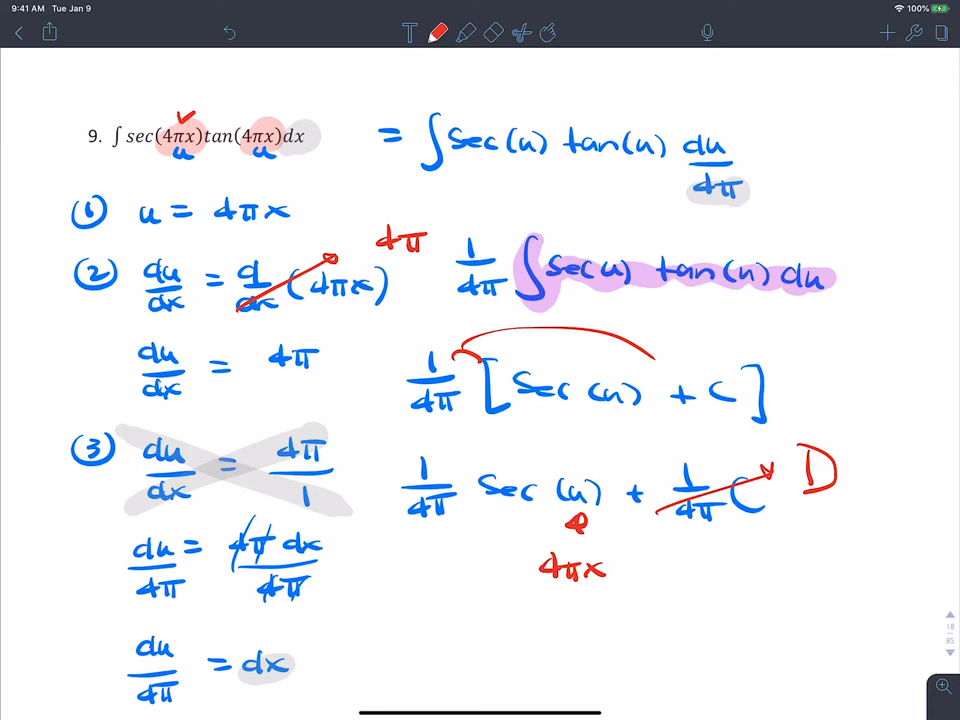 9:41 AM Tue Jan 9
100%
9. ∫ sec(4πx)tan(4πx)dx
u u
= ∫ sec(u) tan(u) du/4π
① u = 4πx
② du/dx = d/dx (4πx) 4π
du/dx = 4π
③ du/dx = 4π/1
du/4π = 4π dx/4π
du/4π = dx
1/4π ∫ sec(u) tan(u) du
1/4π [sec(u) + C]
1/4π sec(u) + 1/4π C D
4πx
18
85